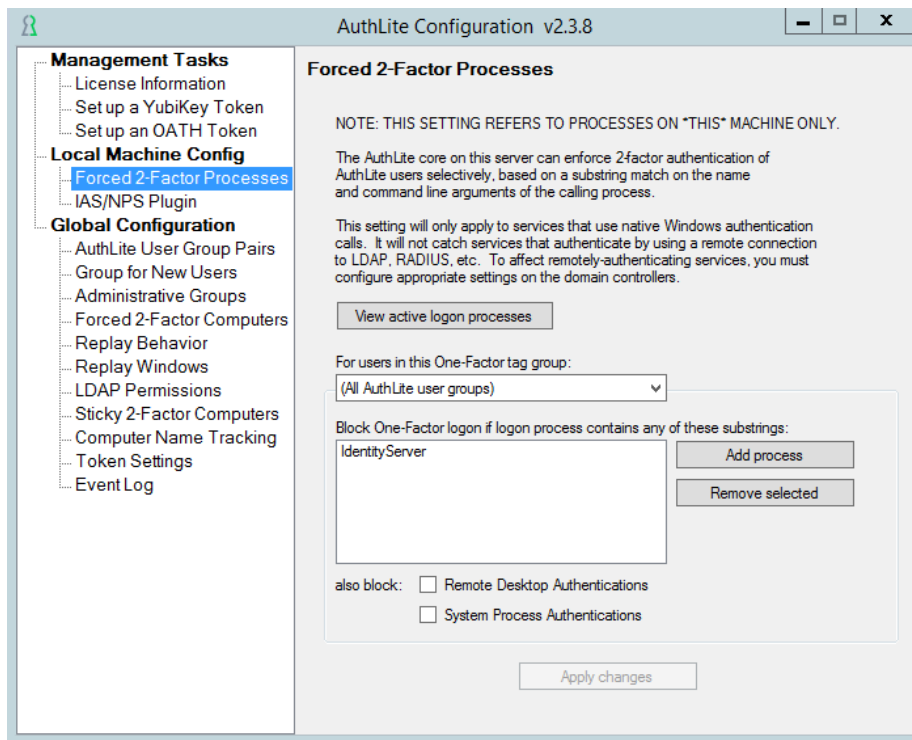 AuthLite Configuration v2.3.8
Management Tasks
License Information
Set up a YubiKey Token
Set up an OATH Token
Local Machine Config
Forced 2-Factor Processes
IAS/NPS Plugin
Global Configuration
AuthLite User Group Pairs
Group for New Users
Administrative Groups
Forced 2-Factor Computers
Replay Behavior
Replay Windows
LDAP Permissions
Sticky 2-Factor Computers
Computer Name Tracking
Token Settings
Event Log
Forced 2-Factor Processes
NOTE: THIS SETTING REFERS TO PROCESSES ON *THIS* MACHINE ONLY.
The AuthLite core on this server can enforce 2-factor authentication of
AuthLite users selectively, based on a substring match on the name
and command line arguments of the calling process.
This setting will only apply to services that use native Windows authentication
calls. It will not catch services that authenticate by using a remote connection
to LDAP, RADIUS, etc. To affect remotely-authenticating services, you must
configure appropriate settings on the domain controllers.
View active logon processes
For users in this One-Factor tag group:
(All AuthLite user groups)
Block One-Factor logon if logon process contains any of these substrings:
IdentityServer
Add process
Remove selected
also block: Remote Desktop Authentications
System Process Authentications
Apply changes